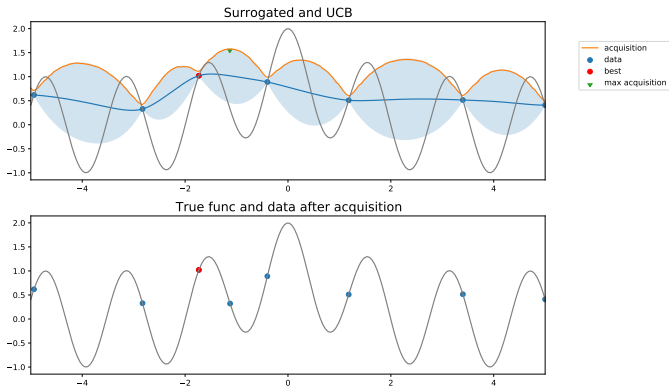 Surrogated and UCB
2.0
1.5
1.0
0.5
0.0
−0.5
−1.0
−4 −2 0 2 4
acquisition
data
best
max acquisition
True func and data after acquisition
2.0
1.5
1.0
0.5
0.0
−0.5
−1.0
−4 −2 0 2 4